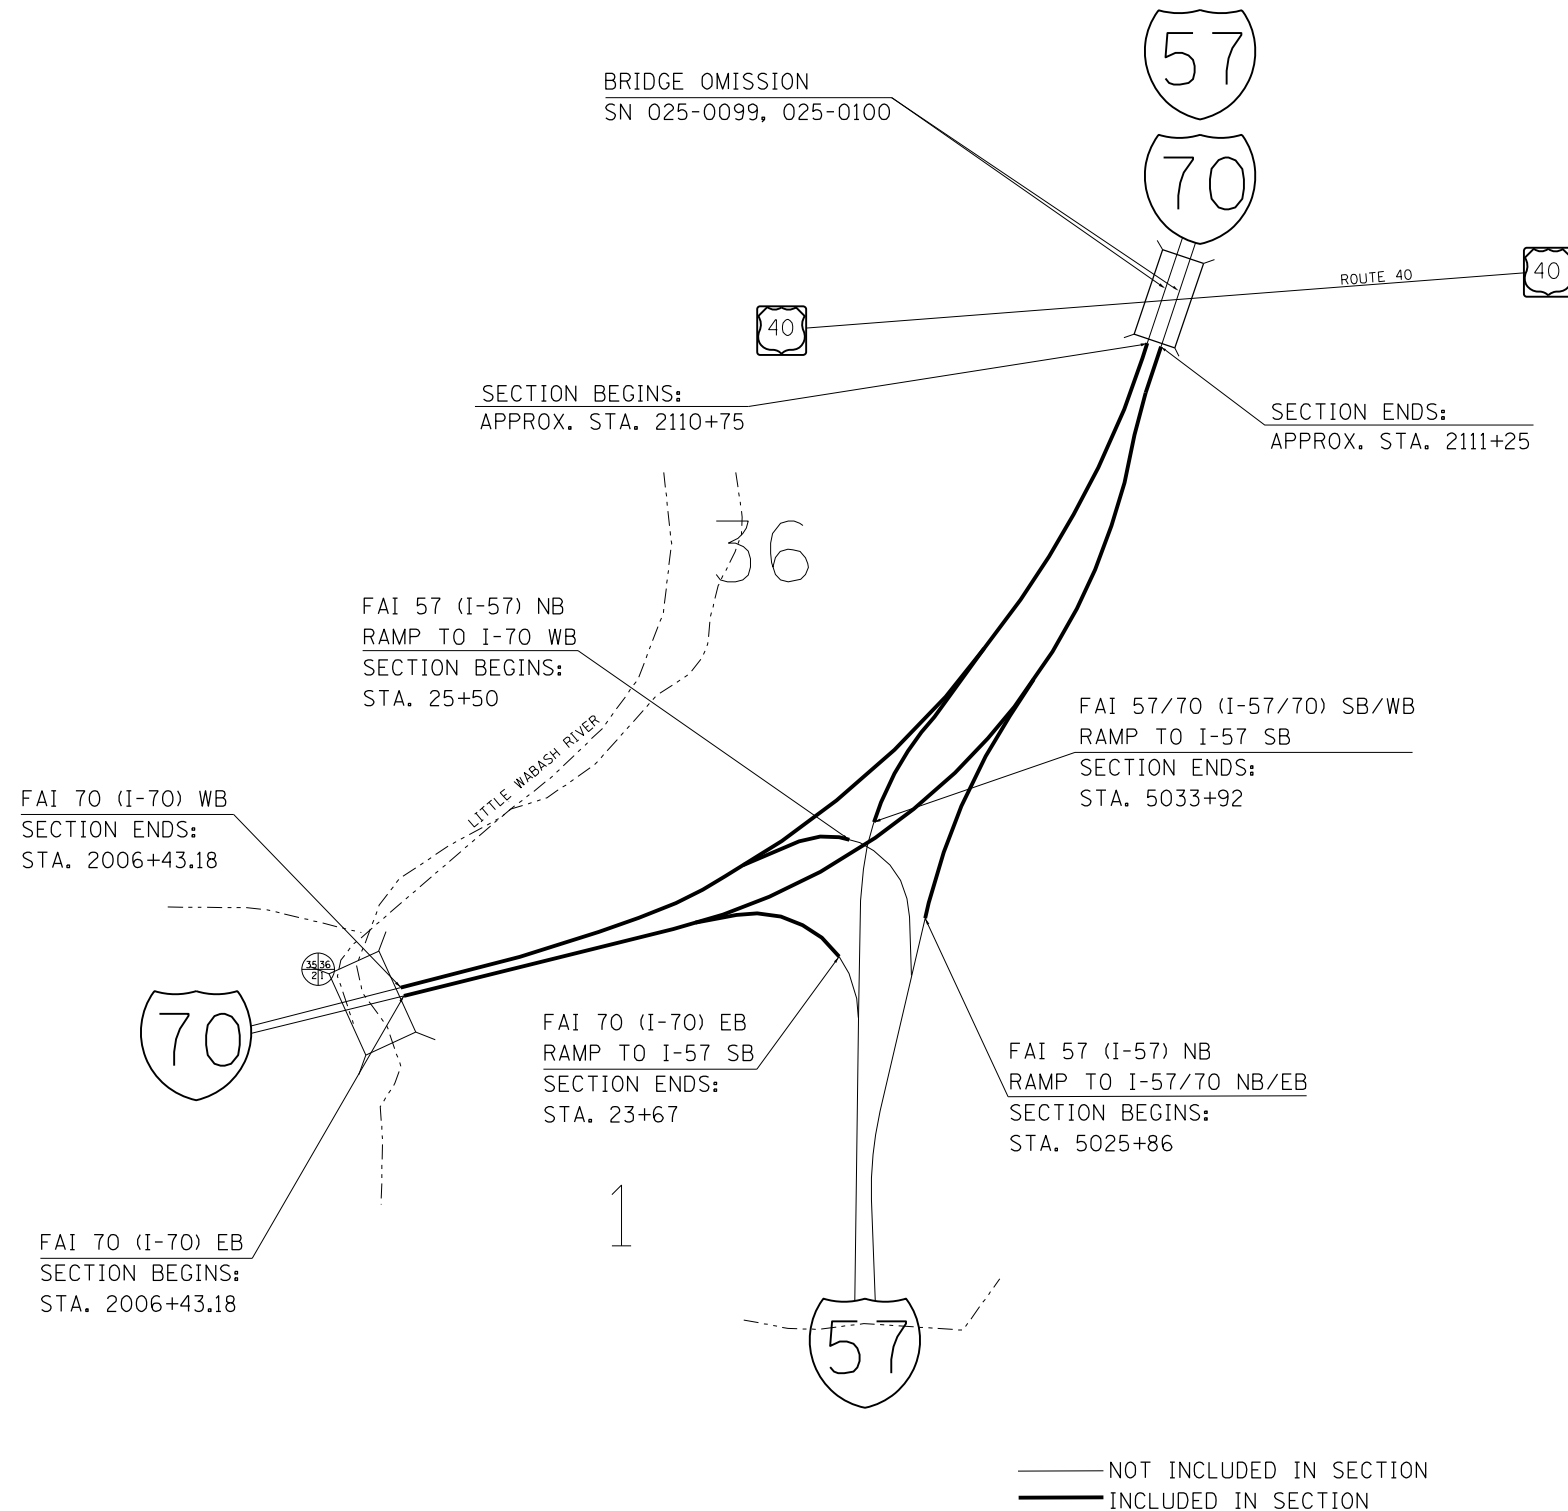 57
BRIDGE OMISSION
SN 025-0099, 025-0100
70
40
ROUTE 40
40
SECTION BEGINS:
APPROX. STA. 2110+75
SECTION ENDS:
APPROX. STA. 2111+25
36
FAI 57 (I-57) NB
RAMP TO I-70 WB
SECTION BEGINS:
STA. 25+50
FAI 57/70 (I-57/70) SB/WB
RAMP TO I-57 SB
SECTION ENDS:
STA. 5033+92
LITTLE WABASH RIVER
FAI 70 (I-70) WB
SECTION ENDS:
STA. 2006+43.18
35 36
2 1
70
FAI 70 (I-70) EB
RAMP TO I-57 SB
SECTION ENDS:
STA. 23+67
FAI 57 (I-57) NB
RAMP TO I-57/70 NB/EB
SECTION BEGINS:
STA. 5025+86
1
FAI 70 (I-70) EB
SECTION BEGINS:
STA. 2006+43.18
57
NOT INCLUDED IN SECTION
INCLUDED IN SECTION